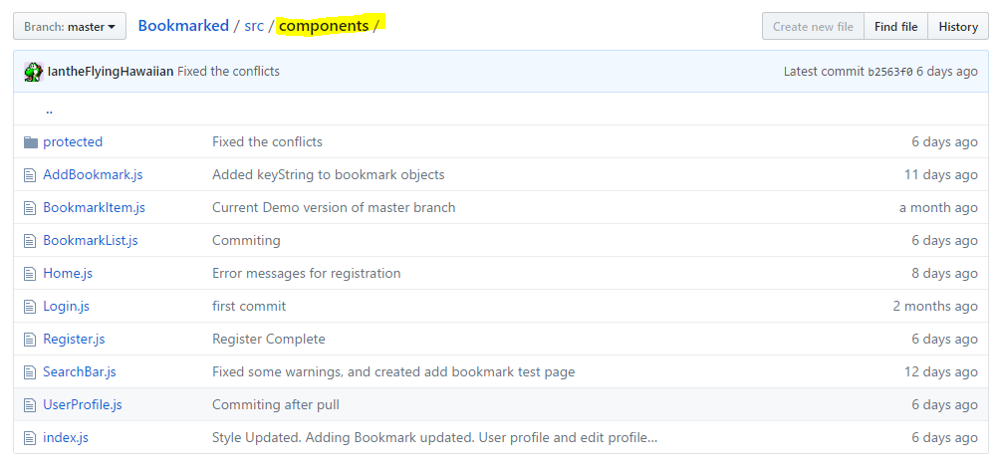 Branch: master Bookmarked / src / components / Create new file Find file History
IantheFlyingHawaiian Fixed the conflicts Latest commit b2563f0 6 days ago
..
protected Fixed the conflicts 6 days ago
AddBookmark.js Added keyString to bookmark objects 11 days ago
BookmarkItem.js Current Demo version of master branch a month ago
BookmarkList.js Commiting 6 days ago
Home.js Error messages for registration 8 days ago
Login.js first commit 2 months ago
Register.js Register Complete 6 days ago
SearchBar.js Fixed some warnings, and created add bookmark test page 12 days ago
UserProfile.js Commiting after pull 6 days ago
index.js Style Updated. Adding Bookmark updated. User profile and edit profile… 6 days ago